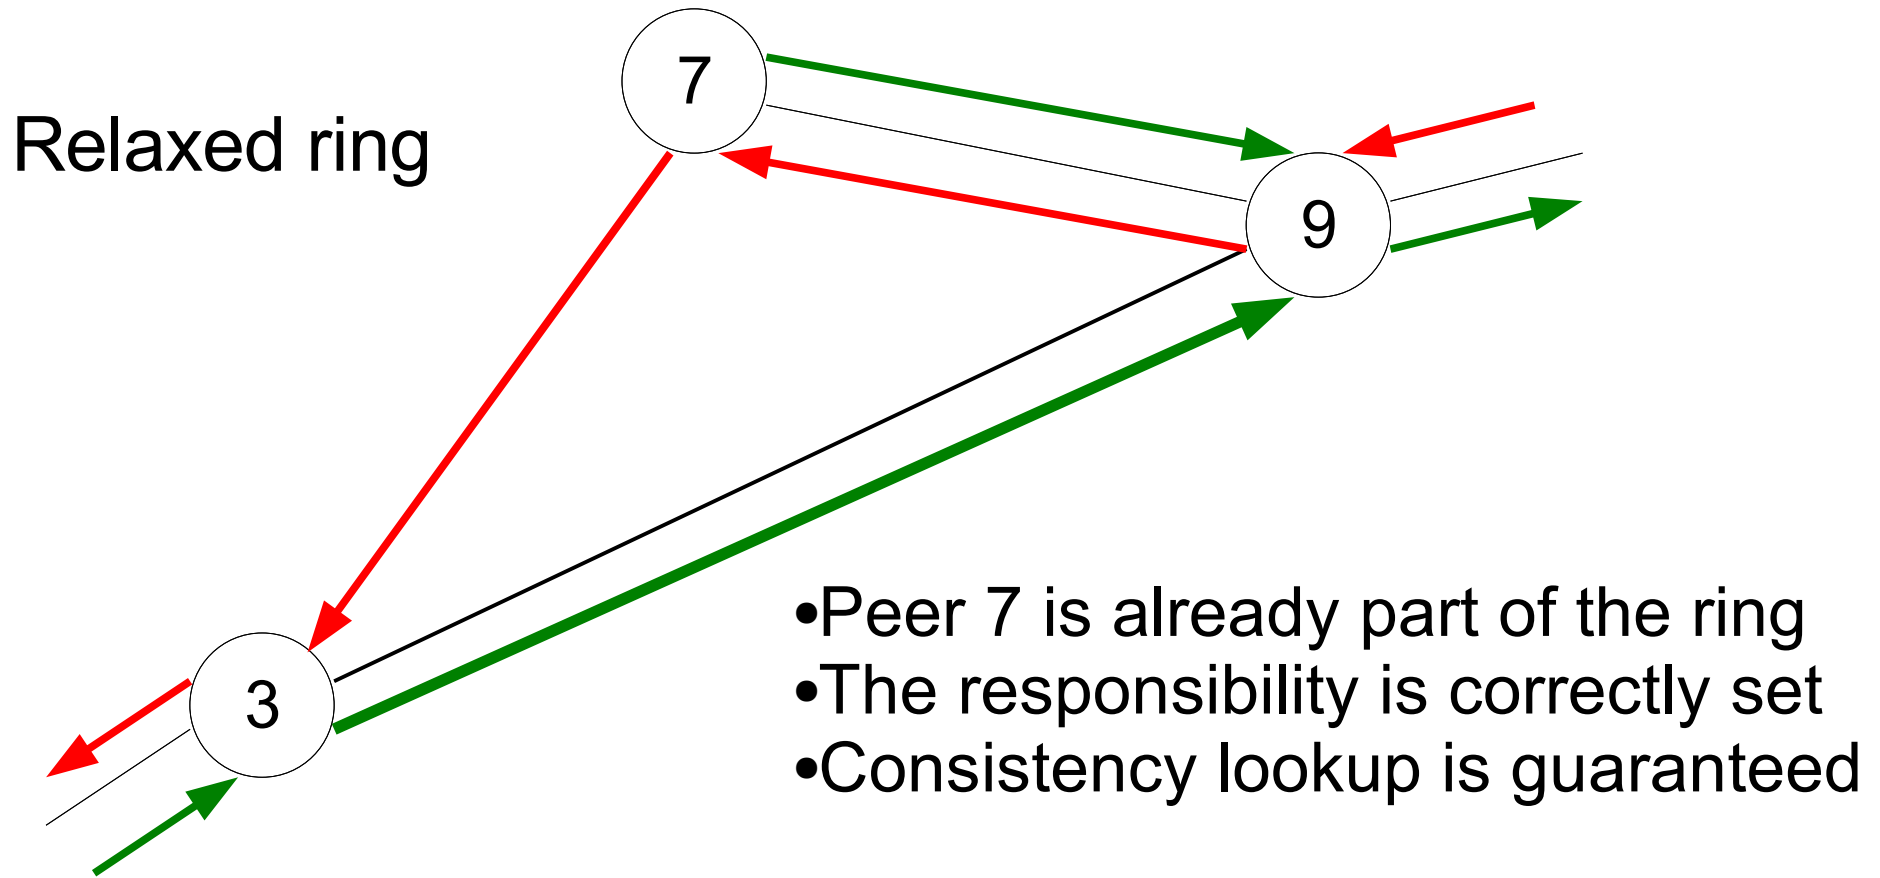 7
Relaxed ring
9
3
•Peer 7 is already part of the ring
•The responsibility is correctly set
•Consistency lookup is guaranteed